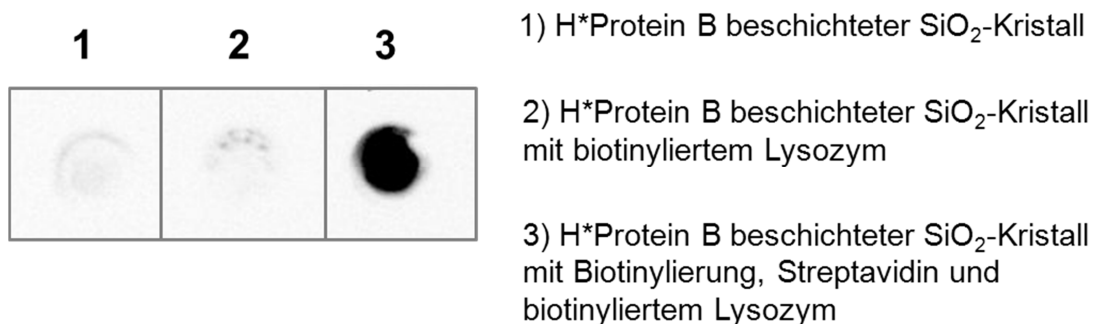 1 2 3
1) H*Protein B beschichteter SiO₂-Kristall
2) H*Protein B beschichteter SiO₂-Kristall
mit biotinyliertem Lysozym
3) H*Protein B beschichteter SiO₂-Kristall
mit Biotinylierung, Streptavidin und
biotinyliertem Lysozym